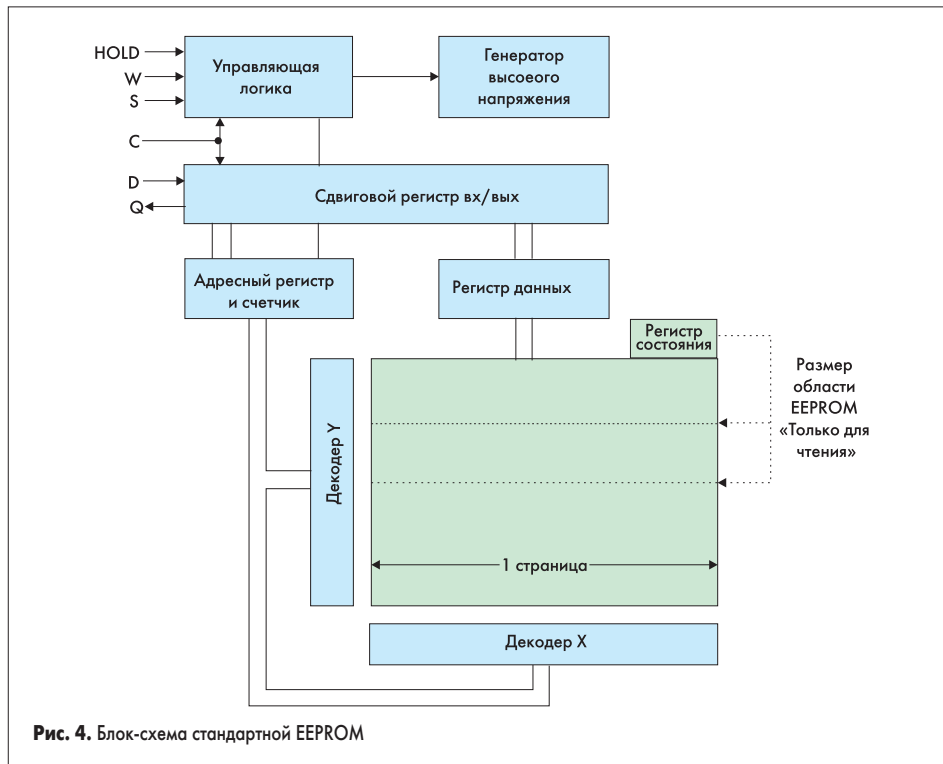 HOLD
W
S
C
D
Q
Управляющая
логика
Генератор
высоевого
напряжения
Сдвиговой регистр вх/вых
Адресный регистр
и счетчик
Регистр данных
Регистр
состояния
Размер
области
EEPROM
«Только для
чтения»
Декодер Y
1 страница
Декодер X
Рис. 4. Блок-схема стандартной EEPROM